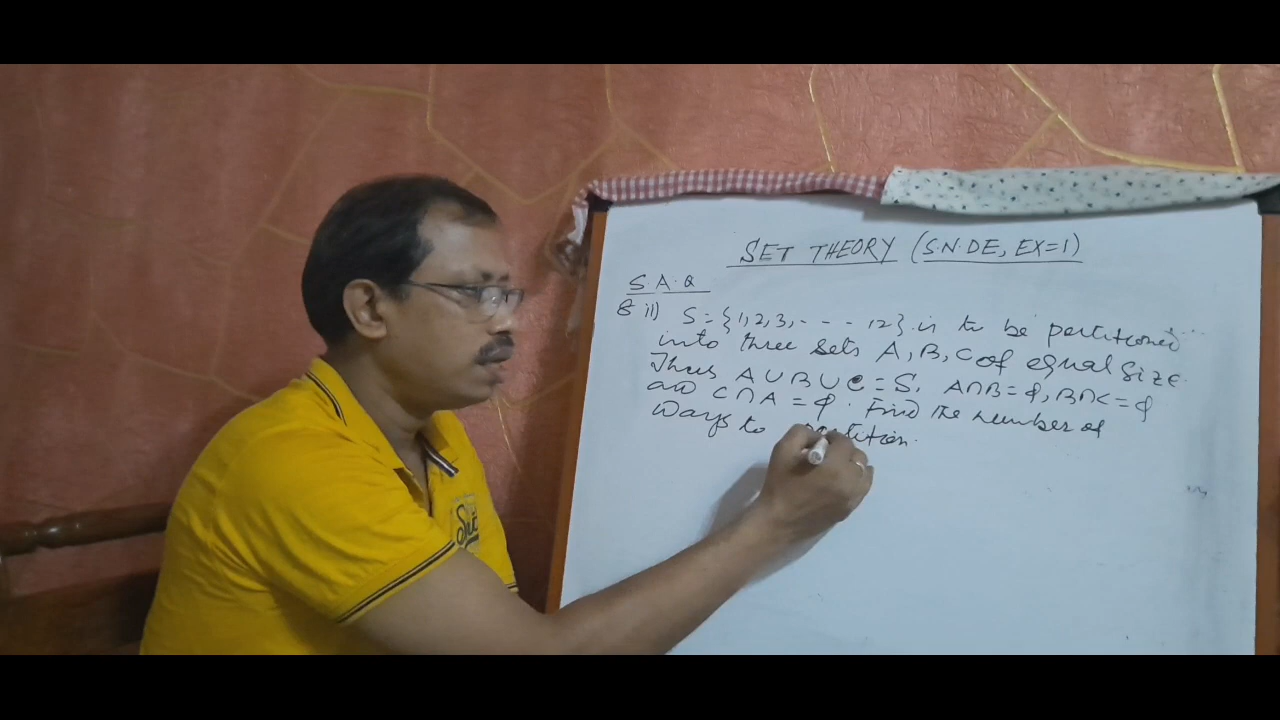 SET THEORY (S.N.DE, EX=1)
S.A.Q
8 ii) S={1,2,3,- - - 12} is to be partitioned
into three sets A, B, C of equal size.
Thus A∪B∪C=S, A∩B=φ, B∩C=φ
and C∩A=φ. Find the number of
ways to partition.